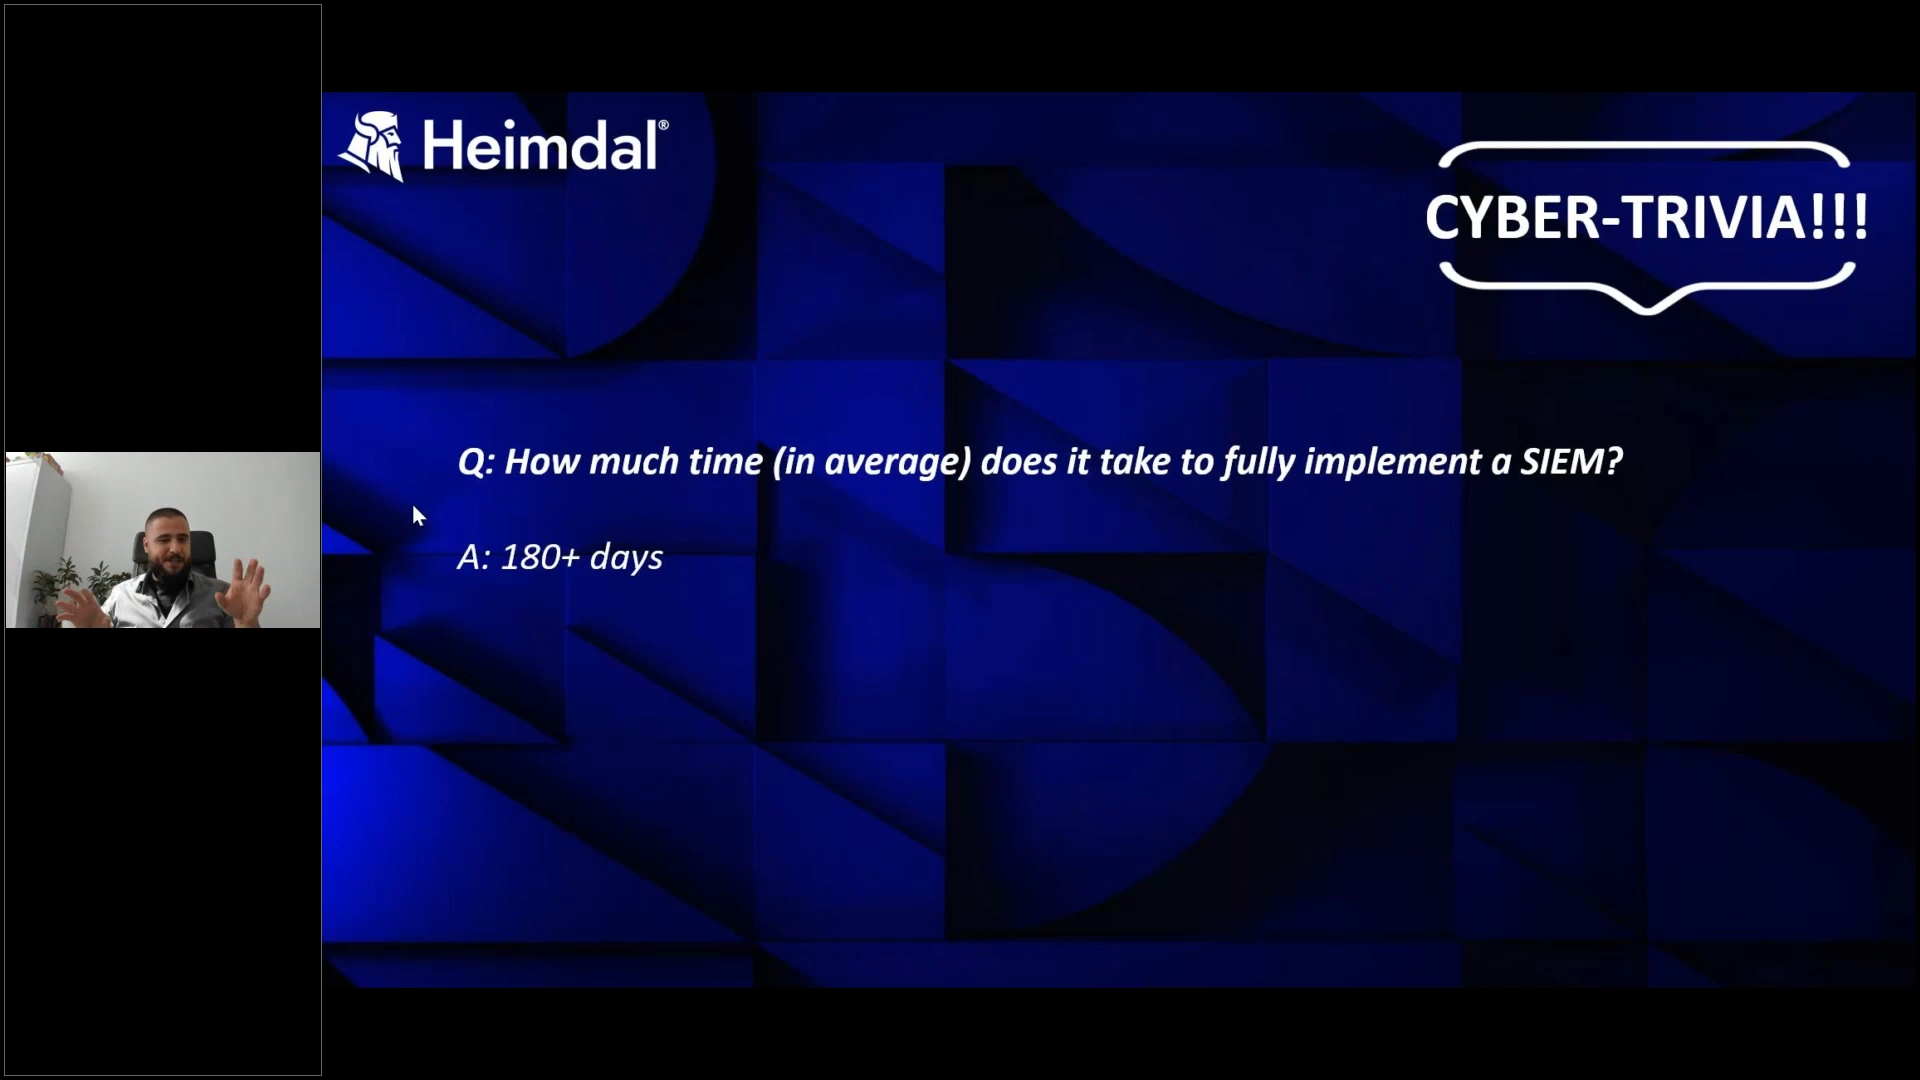 Heimdal®
CYBER-TRIVIA!!!
Q: How much time (in average) does it take to fully implement a SIEM?
A: 180+ days